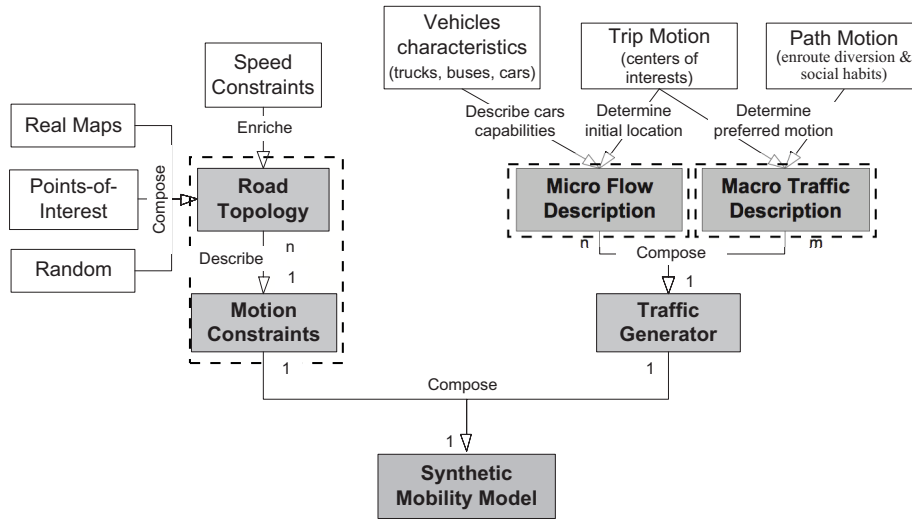 Vehicles
characteristics
(trucks, buses, cars)
Trip Motion
(centers of
interests)
Path Motion
(enroute diversion &
social habits)
Speed
Constraints
Real Maps
Enriche
Describe cars
capabilities
Determine
initial location
Determine
preferred motion
Points-of-
Interest
Compose
Road
Topology
Micro Flow
Description
Macro Traffic
Description
Random
n
Describe
1
n
Compose
m
1
Motion
Constraints
Traffic
Generator
1
1
Compose
1
Synthetic
Mobility Model